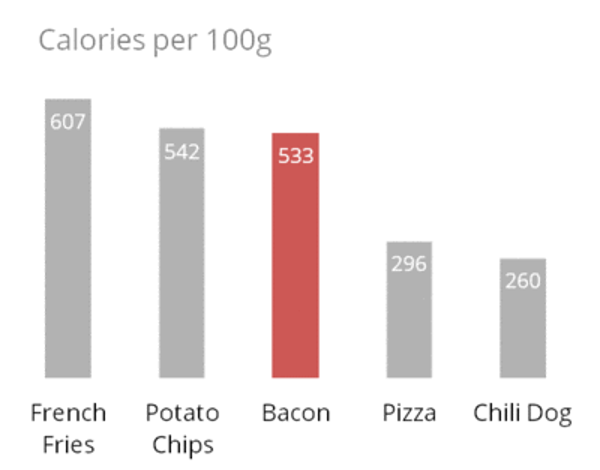 Calories per 100g
607
542
533
296
260
French
Fries
Potato
Chips
Bacon
Pizza
Chili Dog